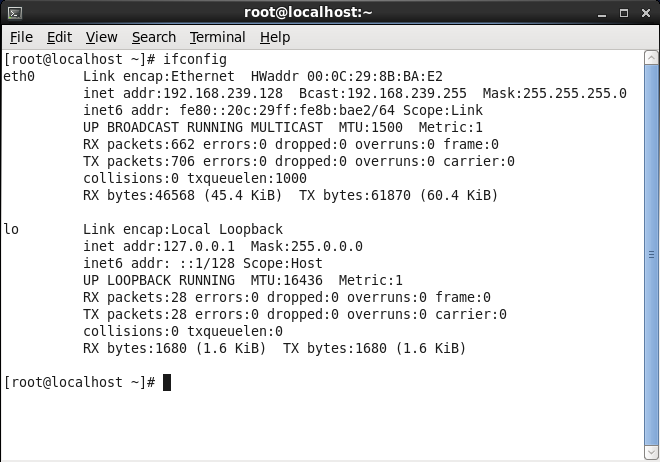 root@localhost:~
File Edit View Search Terminal Help
[root@localhost ~]# ifconfig
eth0      Link encap:Ethernet  HWaddr 00:0C:29:8B:BA:E2
          inet addr:192.168.239.128  Bcast:192.168.239.255  Mask:255.255.255.0
          inet6 addr: fe80::20c:29ff:fe8b:bae2/64 Scope:Link
          UP BROADCAST RUNNING MULTICAST  MTU:1500  Metric:1
          RX packets:662 errors:0 dropped:0 overruns:0 frame:0
          TX packets:706 errors:0 dropped:0 overruns:0 carrier:0
          collisions:0 txqueuelen:1000
          RX bytes:46568 (45.4 KiB)  TX bytes:61870 (60.4 KiB)
lo        Link encap:Local Loopback
          inet addr:127.0.0.1  Mask:255.0.0.0
          inet6 addr: ::1/128 Scope:Host
          UP LOOPBACK RUNNING  MTU:16436  Metric:1
          RX packets:28 errors:0 dropped:0 overruns:0 frame:0
          TX packets:28 errors:0 dropped:0 overruns:0 carrier:0
          collisions:0 txqueuelen:0
          RX bytes:1680 (1.6 KiB)  TX bytes:1680 (1.6 KiB)
[root@localhost ~]#